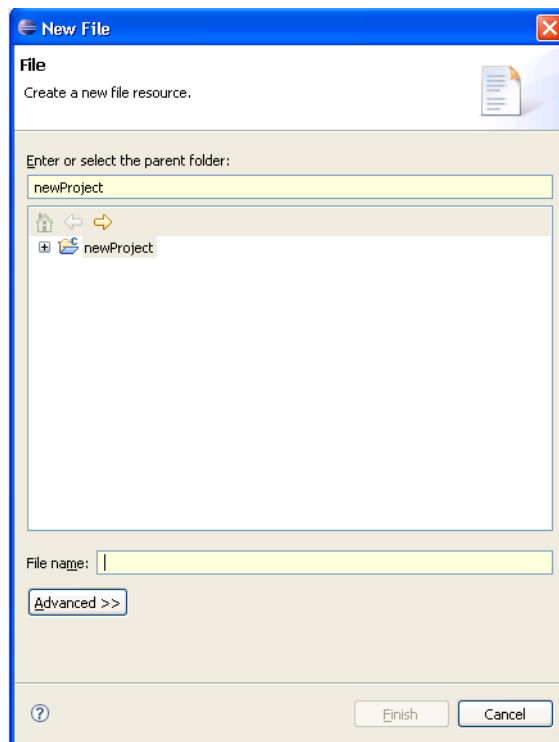 New File
File
Create a new file resource.
Enter or select the parent folder:
newProject
newProject
File name:
Advanced >>
Finish
Cancel